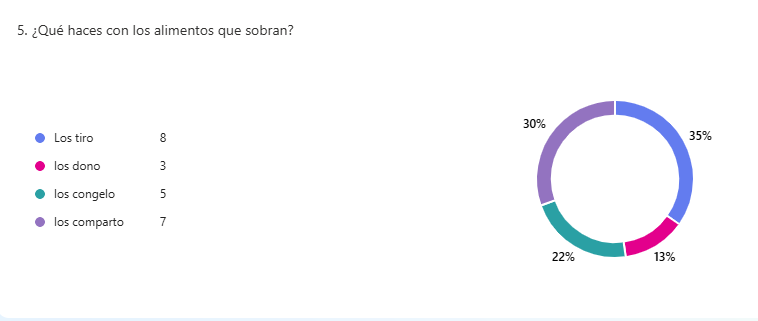 5. ¿Qué haces con los alimentos que sobran?
Los tiro 8
los dono 3
los congelo 5
los comparto 7
30%
35%
22%
13%